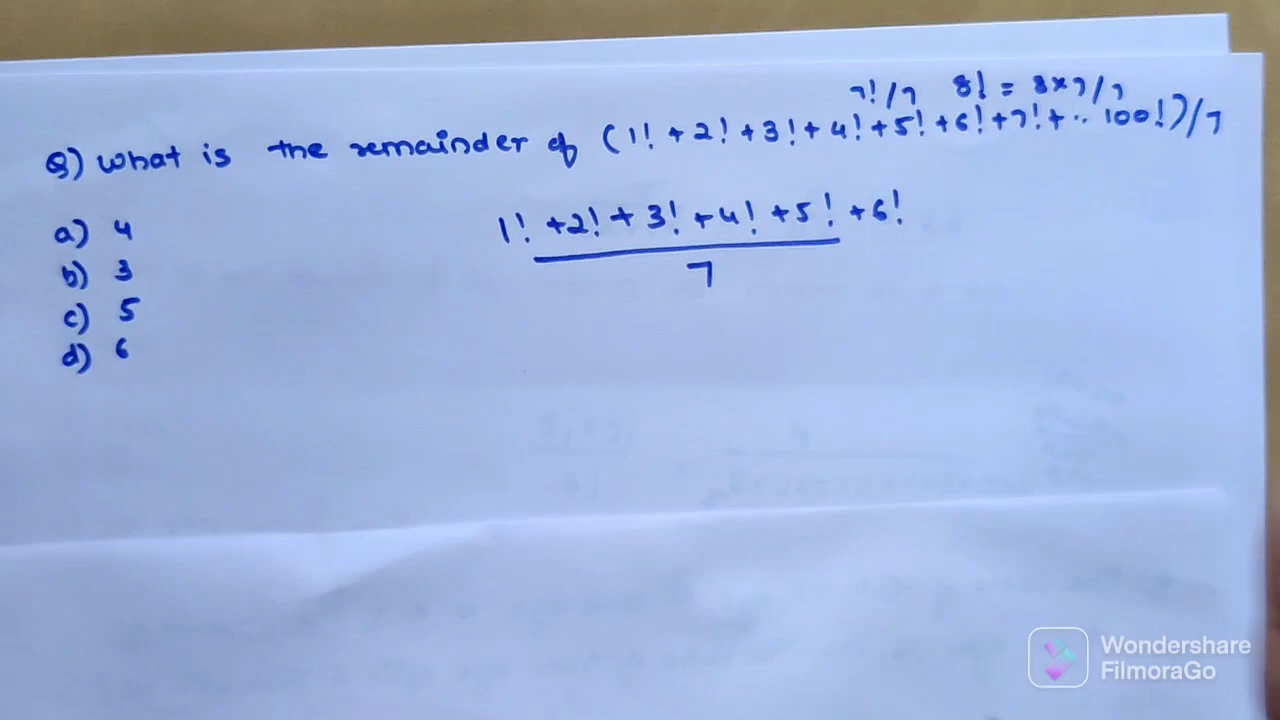 7!/7 8! = 8×7/7
Q) What is the remainder of (1! + 2! + 3! + 4! + 5! + 6! + 7! + .. 100!)/7
a) 4
b) 3
c) 5
d) 6
1! + 2! + 3! + 4! + 5! + 6!
7
Wondershare
FilmoraGo